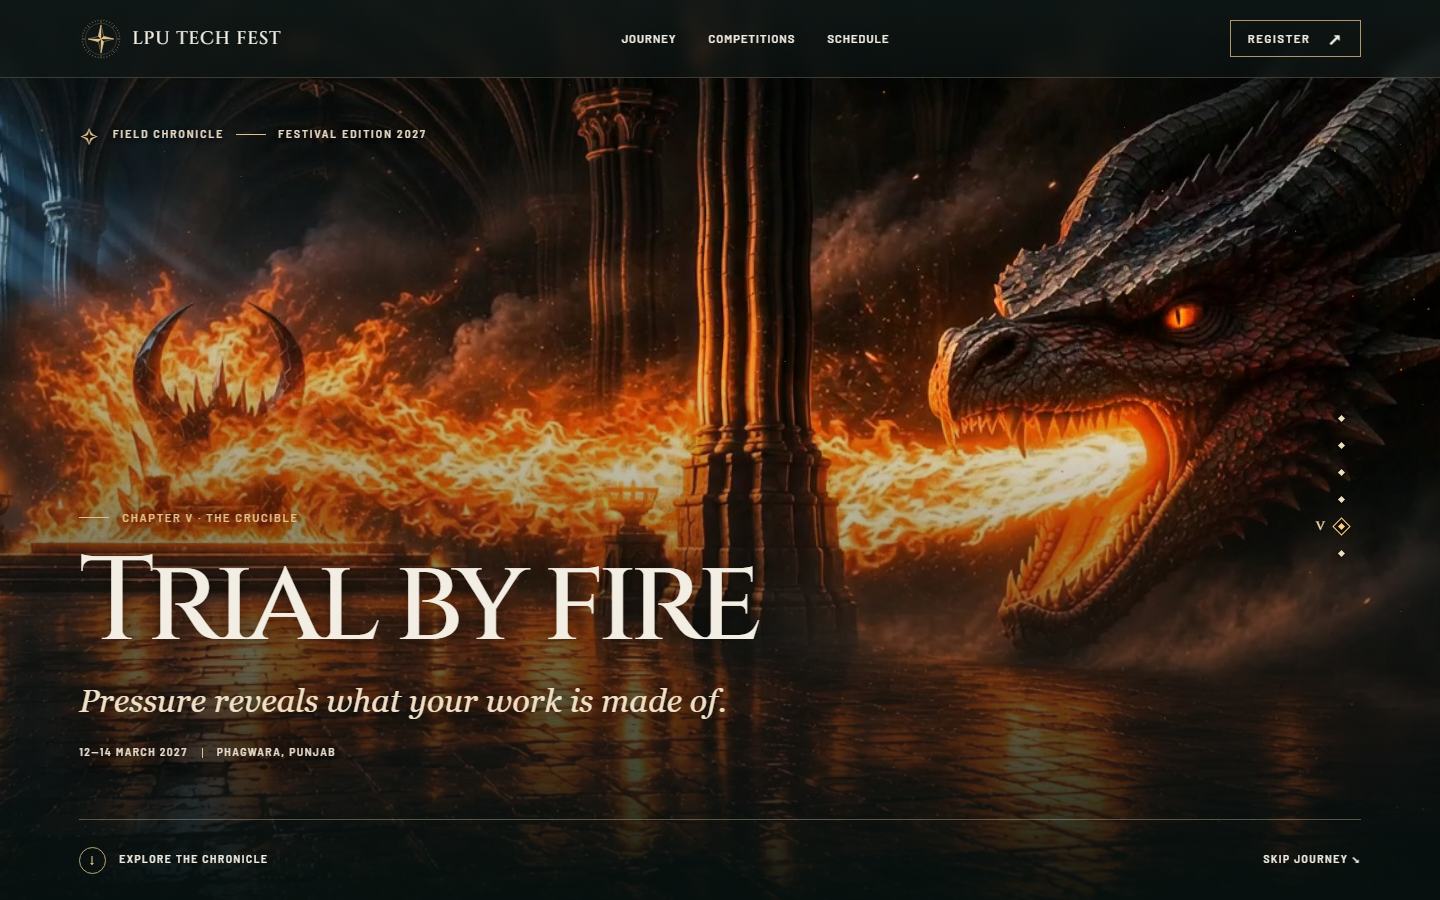 LPU TECH FEST
JOURNEY COMPETITIONS SCHEDULE
REGISTER ↗
FIELD CHRONICLE — FESTIVAL EDITION 2027
CHAPTER V · THE CRUCIBLE
TRIAL BY FIRE
Pressure reveals what your work is made of.
12–14 MARCH 2027 | PHAGWARA, PUNJAB
V
↓ EXPLORE THE CHRONICLE
SKIP JOURNEY ↘